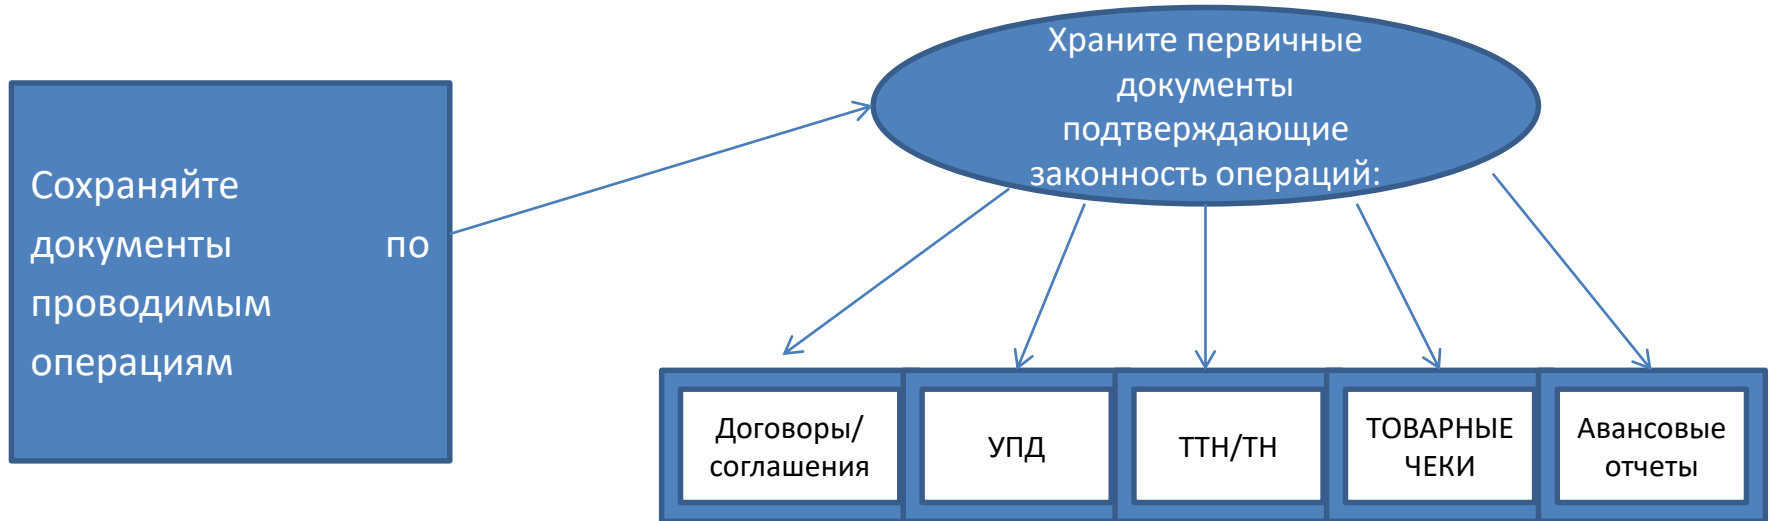 Сохраняйте
документы по
проводимым
операциям
Храните первичные
документы
подтверждающие
законность операций:
Договоры/
соглашения
УПД
ТТН/ТН
ТОВАРНЫЕ
ЧЕКИ
Авансовые
отчеты